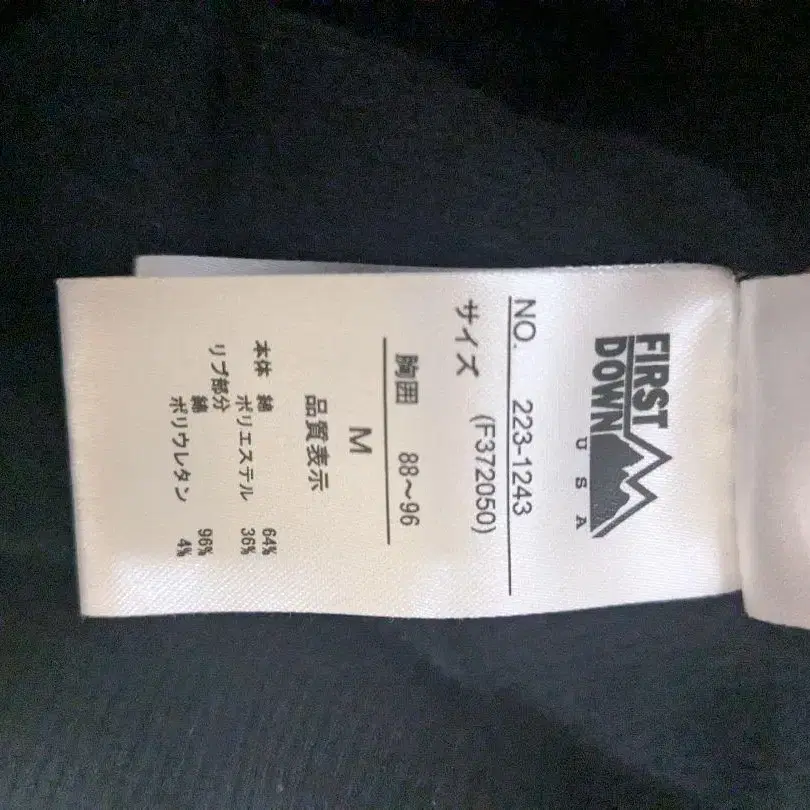 FIRST
DOWN
USA
NO. 223-1243
(F372050)
サイズ
胸囲 88〜96
M
品質表示
本体 綿 64%
ポリエステル 36%
リブ部分
綿 96%
ポリウレタン 4%